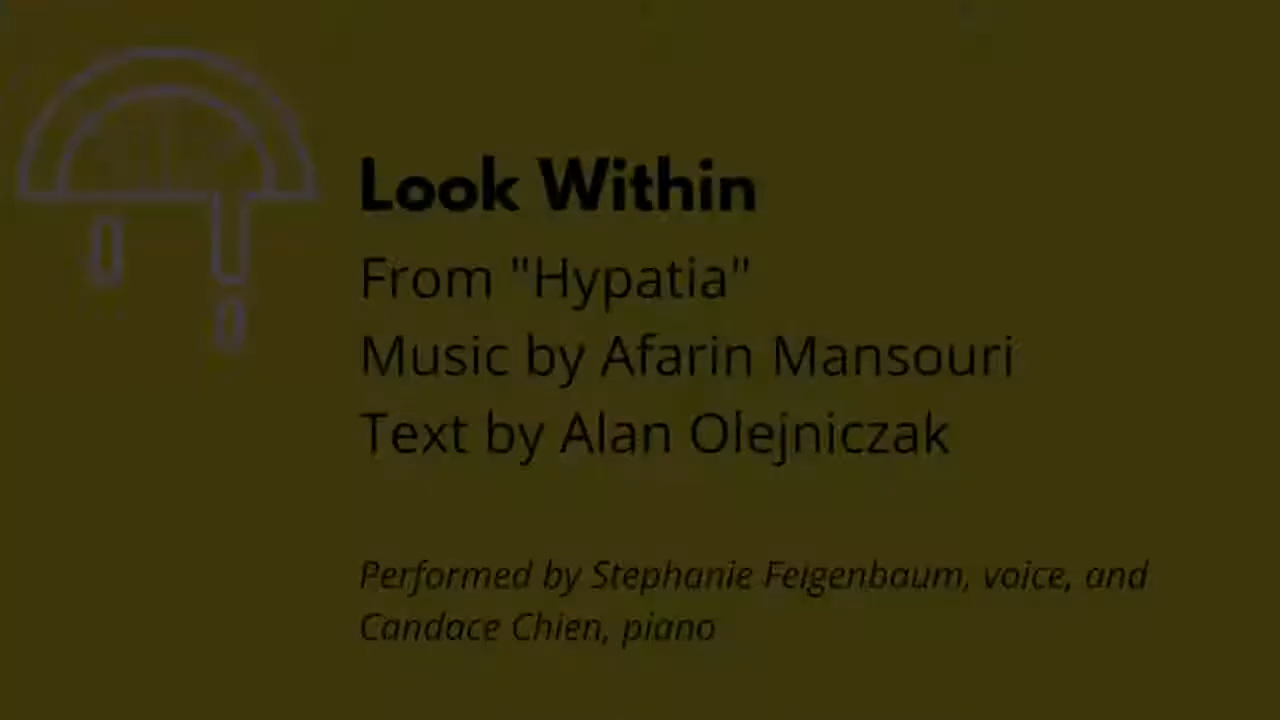 Look Within
From "Hypatia"
Music by Afarin Mansouri
Text by Alan Olejniczak
Performed by Stephanie Feigenbaum, voice, and
Candace Chien, piano